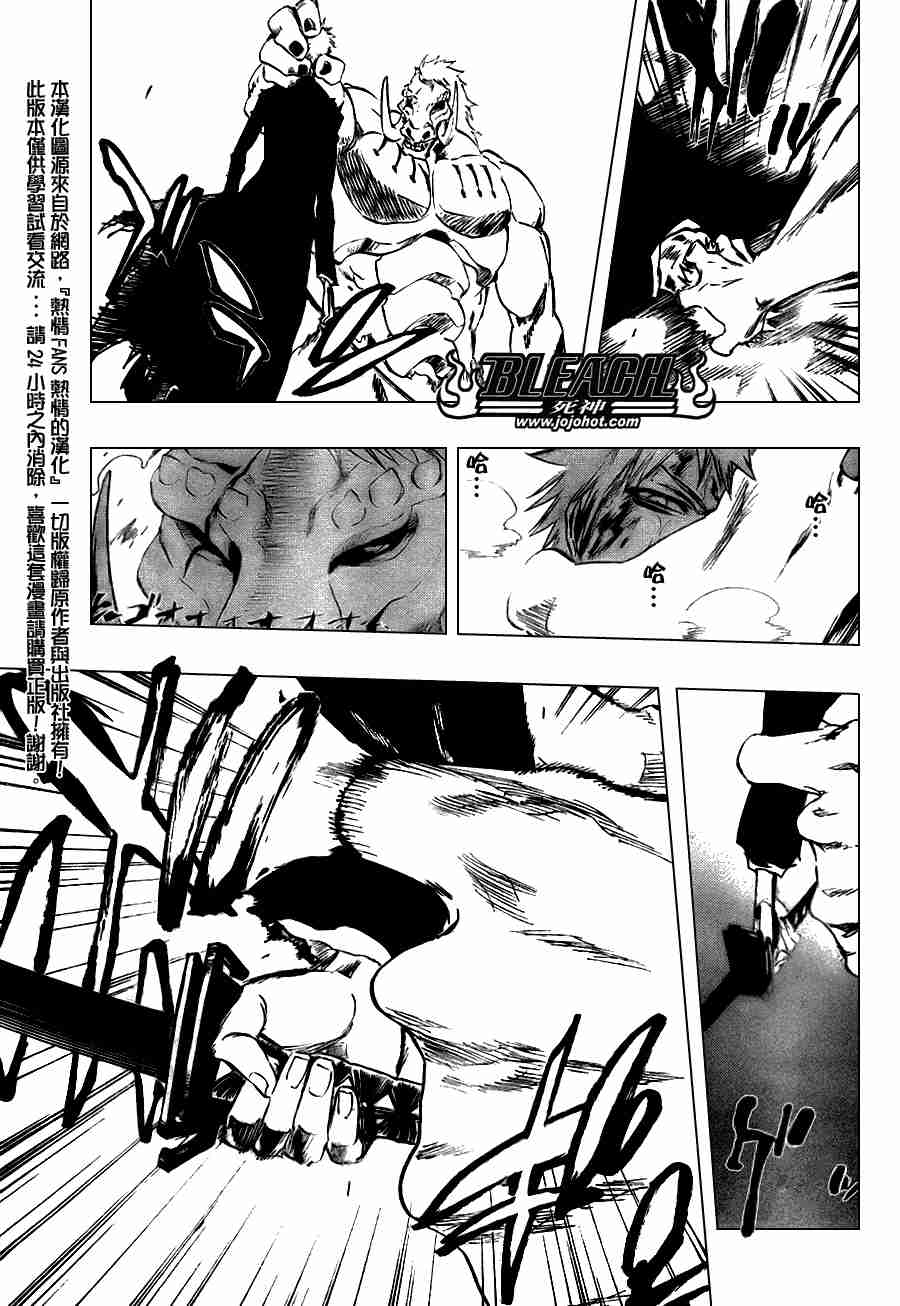 本漢化圖源來自於網路，『熱情FANS 熱情的漢化』一切版權歸原作者與出版社擁有！
此版本僅供學習試看交流… 請 24 小時之內消除，喜歡這套漫畫請購買正版！謝謝。
BLEACH
死神
www.jojohot.com
哈…
哈…
哈…